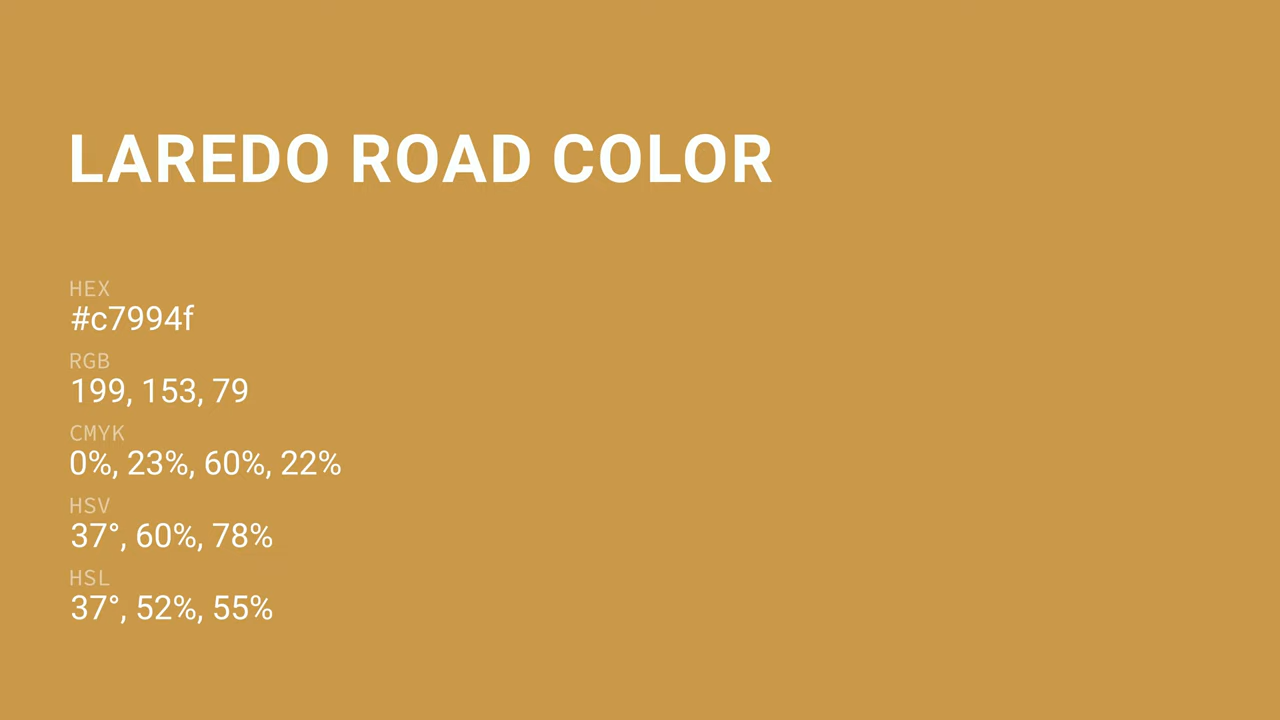 LAREDO ROAD COLOR
HEX
#c7994f
RGB
199, 153, 79
CMYK
0%, 23%, 60%, 22%
HSV
37°, 60%, 78%
HSL
37°, 52%, 55%